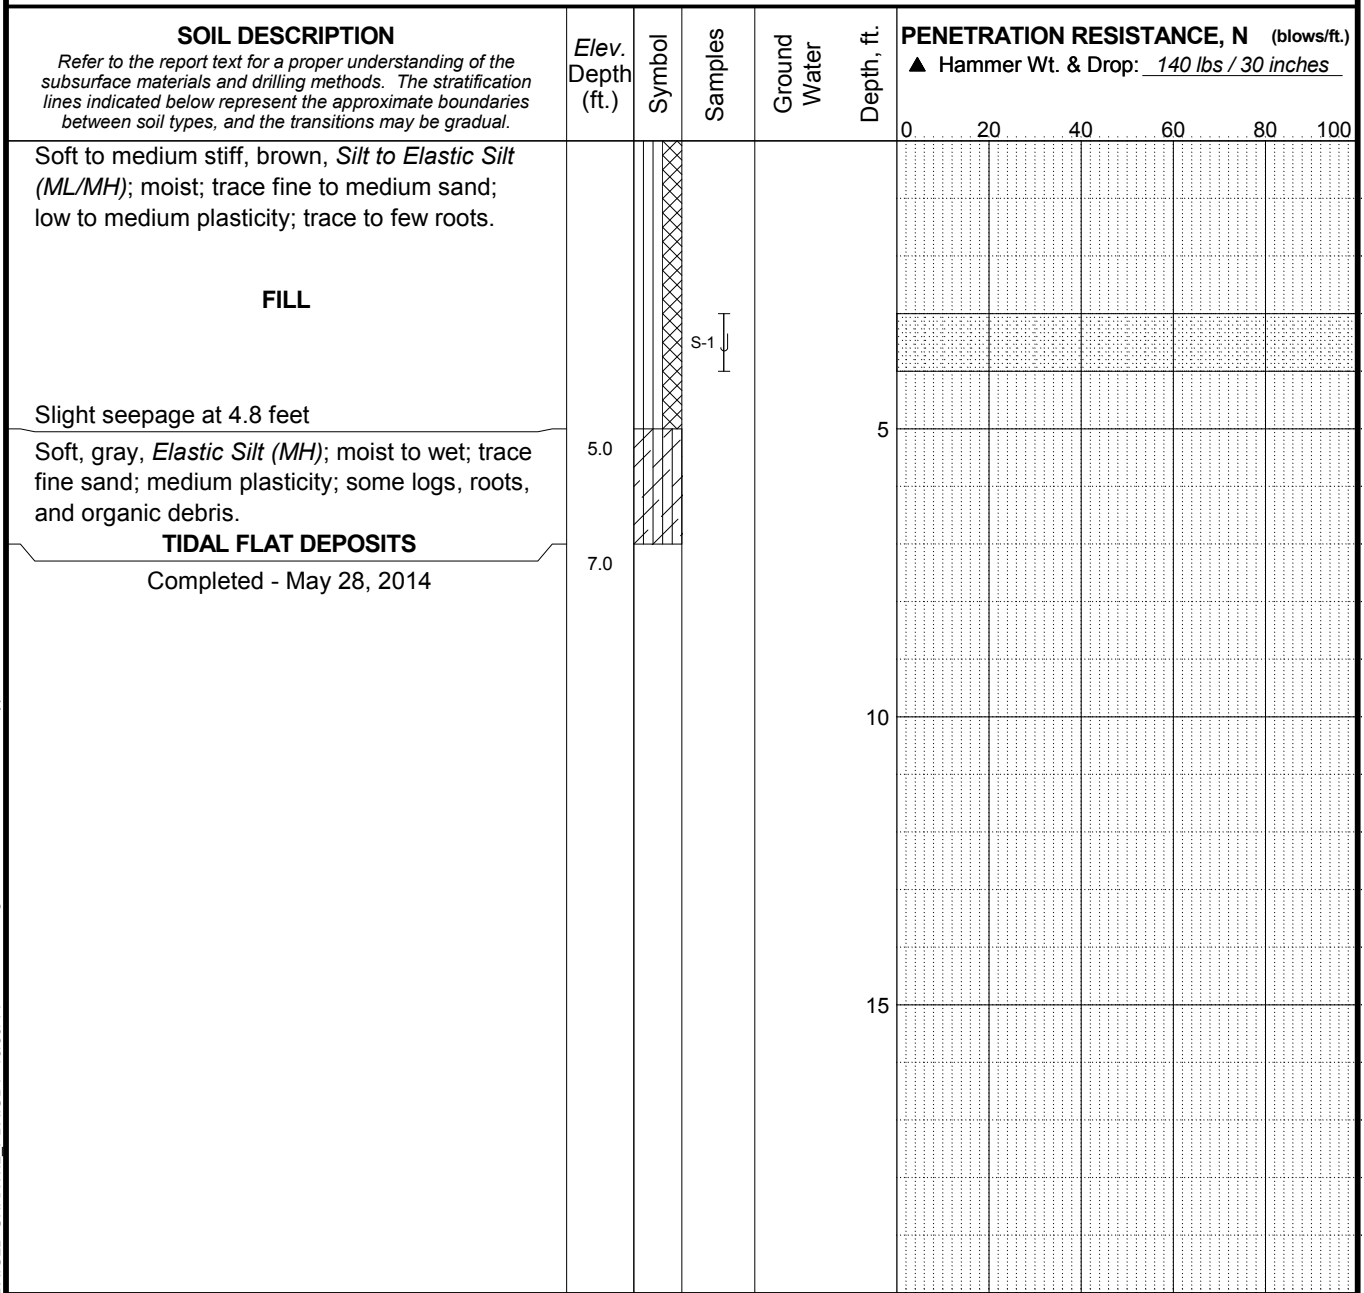 SOIL DESCRIPTION
Refer to the report text for a proper understanding of the
subsurface materials and drilling methods. The stratification
lines indicated below represent the approximate boundaries
between soil types, and the transitions may be gradual.
Elev.
Depth
(ft.)
Symbol
Samples
Ground
Water
Depth, ft.
PENETRATION RESISTANCE, N (blows/ft.)
▲ Hammer Wt. & Drop: 140 lbs / 30 inches
0 20 40 60 80 100
Soft to medium stiff, brown, Silt to Elastic Silt
(ML/MH); moist; trace fine to medium sand;
low to medium plasticity; trace to few roots.
FILL
S-1
Slight seepage at 4.8 feet
5
Soft, gray, Elastic Silt (MH); moist to wet; trace
fine sand; medium plasticity; some logs, roots,
and organic debris.
5.0
TIDAL FLAT DEPOSITS
7.0
Completed - May 28, 2014
10
15